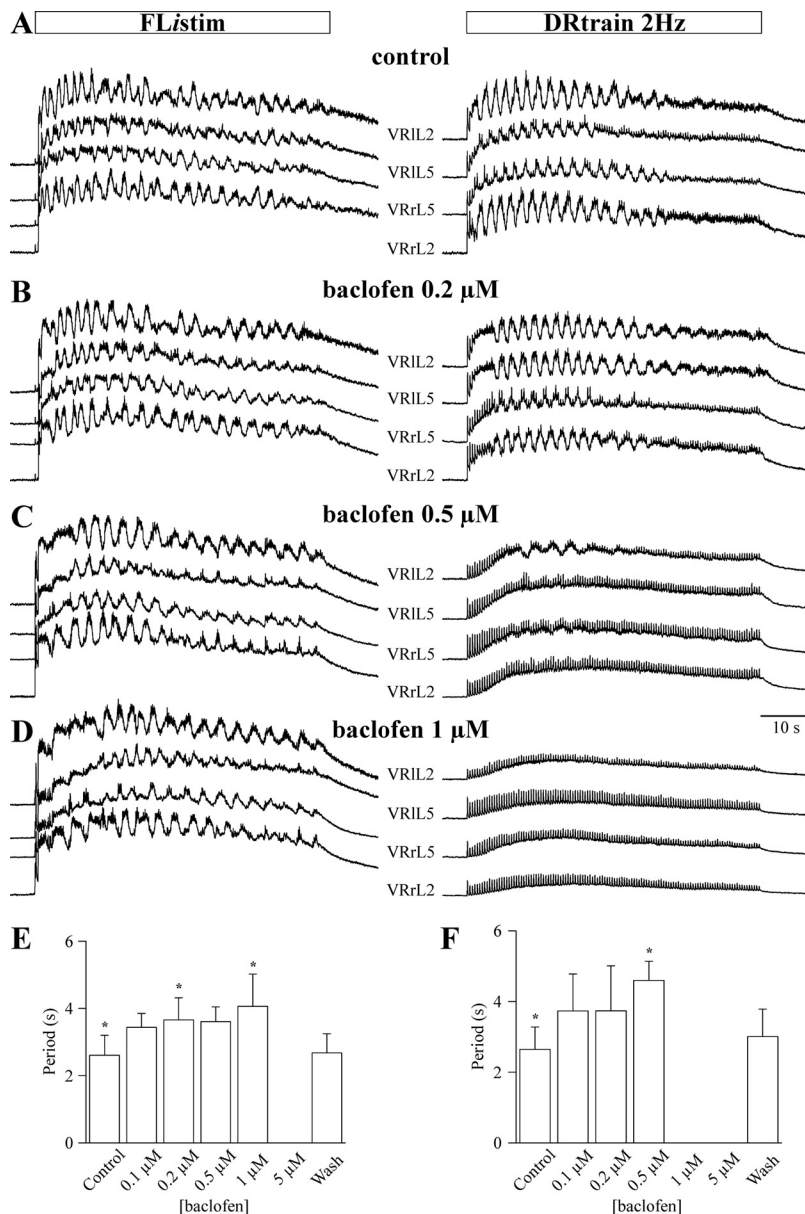 A
FListim
DRtrain 2Hz
control
VRlL2
VRlL5
VRrL5
VRrL2
B
baclofen 0.2 µM
VRlL2
VRlL5
VRrL5
VRrL2
C
baclofen 0.5 µM
VRlL2
VRlL5
VRrL5
VRrL2
10 s
D
baclofen 1 µM
VRlL2
VRlL5
VRrL5
VRrL2
E
6
4
2
0
Period (s)
* * *
Control
0.1 µM
0.2 µM
0.5 µM
1 µM
5 µM
Wash
[baclofen]
F
6
4
2
0
Period (s)
* *
Control
0.1 µM
0.2 µM
0.5 µM
1 µM
5 µM
Wash
[baclofen]